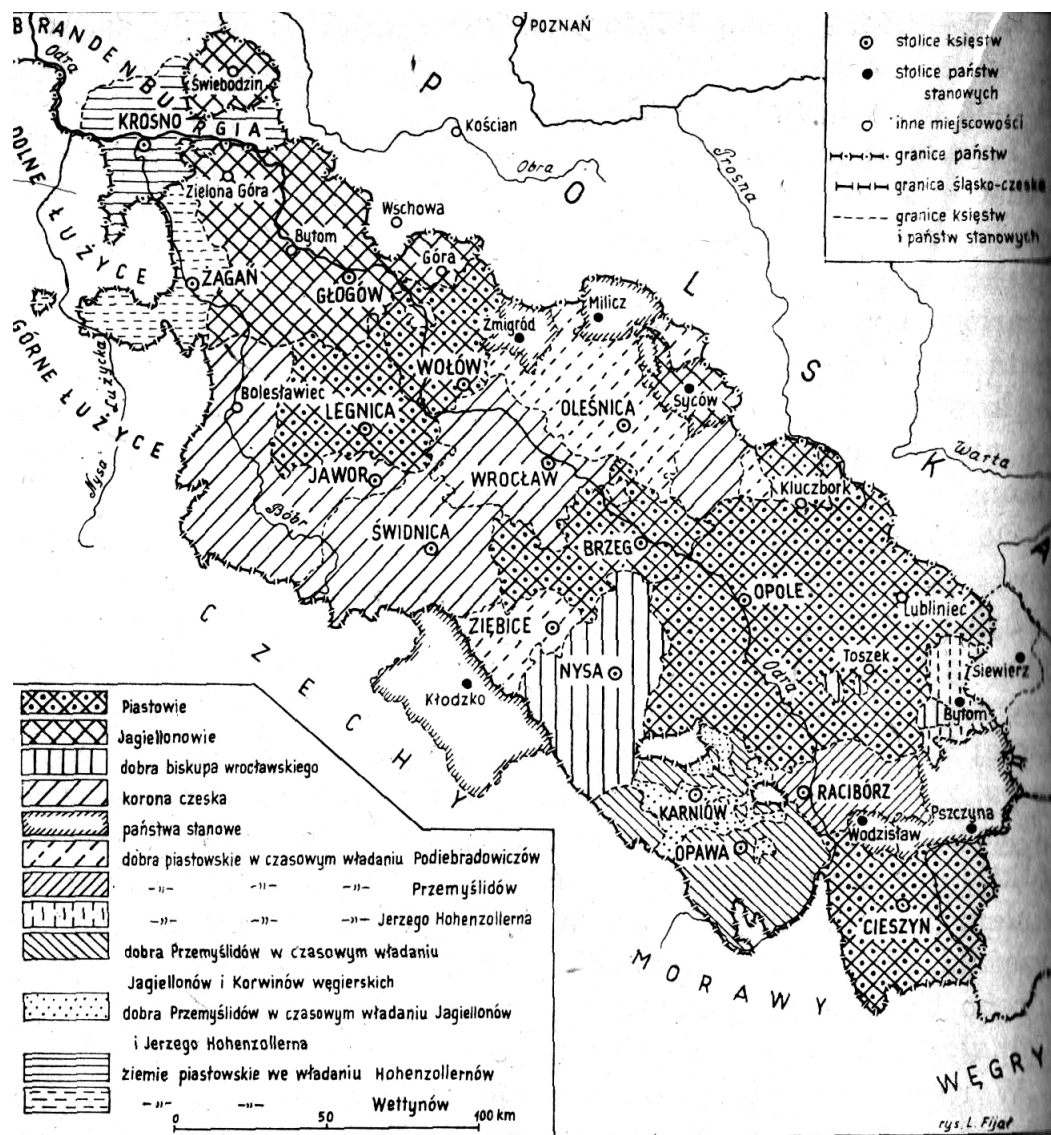 BRANDENBURGIA
Odra
POZNAŃ
Świebodzin
KROSNO
Kościan
Obra
Prosna
POLSKA
DOLNE ŁUŻYCE
Zielona Góra
Wschowa
Bytom
Góra
ŻAGAŃ
GŁOGÓW
Milicz
Żmigród
GÓRNE ŁUŻYCE
Nysa Łużycka
WOŁÓW
Bolesławiec
LEGNICA
OLEŚNICA
Syców
Warta
JAWOR
WROCŁAW
Kluczbork
Bóbr
ŚWIDNICA
BRZEG
OPOLE
Lubliniec
ZIĘBICE
NYSA
Toszek
Siewierz
Odra
Kłodzko
Bytom
CZECHY
KARNIÓW
RACIBÓRZ
Pszczyna
Wodzisław
OPAWA
CIESZYN
MORAWY
WĘGRY
rys. L. Fijał
stolice księstw
stolice państw
stanowych
inne miejscowości
granice państw
granica śląsko-czeska
granice księstw
i państw stanowych
Piastowie
Jagiellonowie
dobra biskupa wrocławskiego
korona czeska
państwa stanowe
dobra piastowskie w czasowym władaniu Podiebradowiczów
-"- -"- -"- Przemyślidów
-"- -"- -"- Jerzego Hohenzollerna
dobra Przemyślidów w czasowym władaniu
Jagiellonów i Korwinów węgierskich
dobra Przemyślidów w czasowym władaniu Jagiellonów
i Jerzego Hohenzollerna
ziemie piastowskie we władaniu Hohenzollernów
-"- -"- Wettynów
0 50 100 km